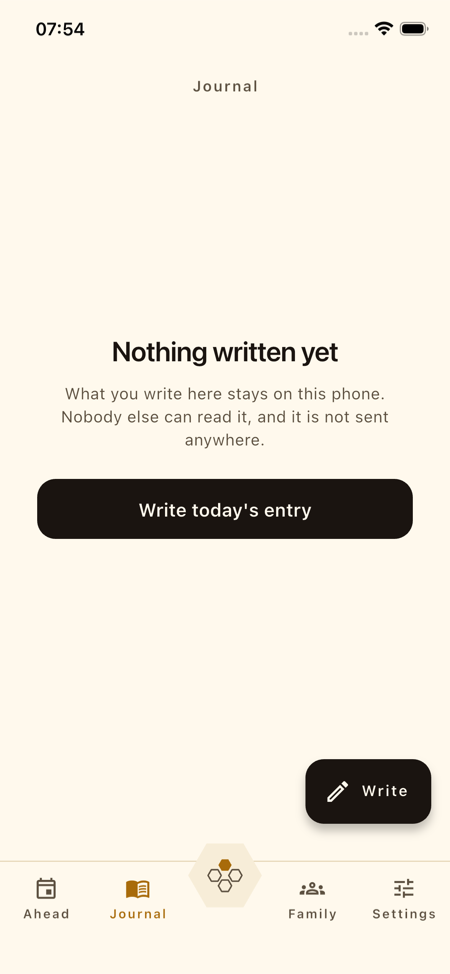 07:54
Journal
Nothing written yet
What you write here stays on this phone.
Nobody else can read it, and it is not sent
anywhere.
Write today's entry
Write
Ahead
Journal
Family
Settings